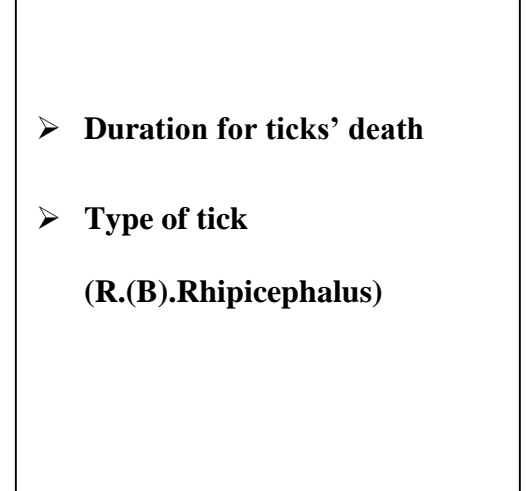 ➢ Duration for ticks’ death
➢ Type of tick
(R.(B).Rhipicephalus)